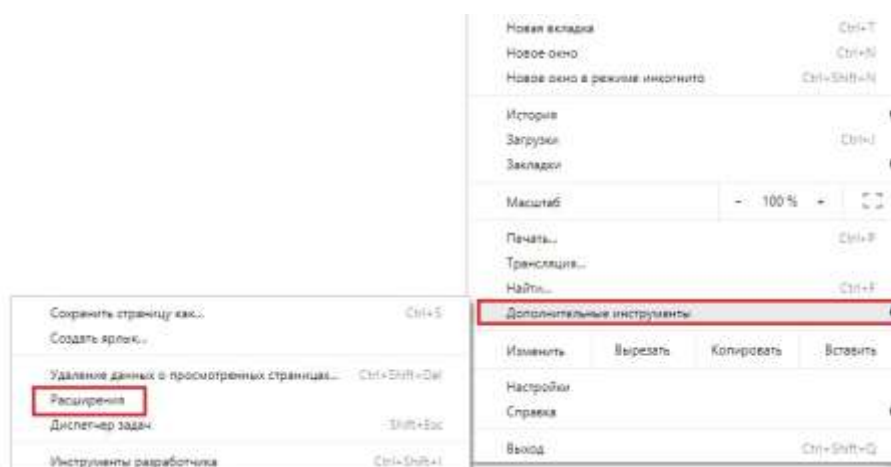 Новая вкладка Ctrl+T
Новое окно Ctrl+N
Новое окно в режиме инкогнито Ctrl+Shift+N
История
Загрузки Ctrl+J
Закладки
Масштаб - 100 % +
Печать... Ctrl+P
Трансляция...
Найти... Ctrl+F
Дополнительные инструменты
Изменить Вырезать Копировать Вставить
Настройки
Справка
Выход Ctrl+Shift+Q
Сохранить страницу как... Ctrl+S
Создать ярлык...
Удаление данных о просмотренных страницах... Ctrl+Shift+Del
Расширения
Диспетчер задач Shift+Esc
Инструменты разработчика Ctrl+Shift+I